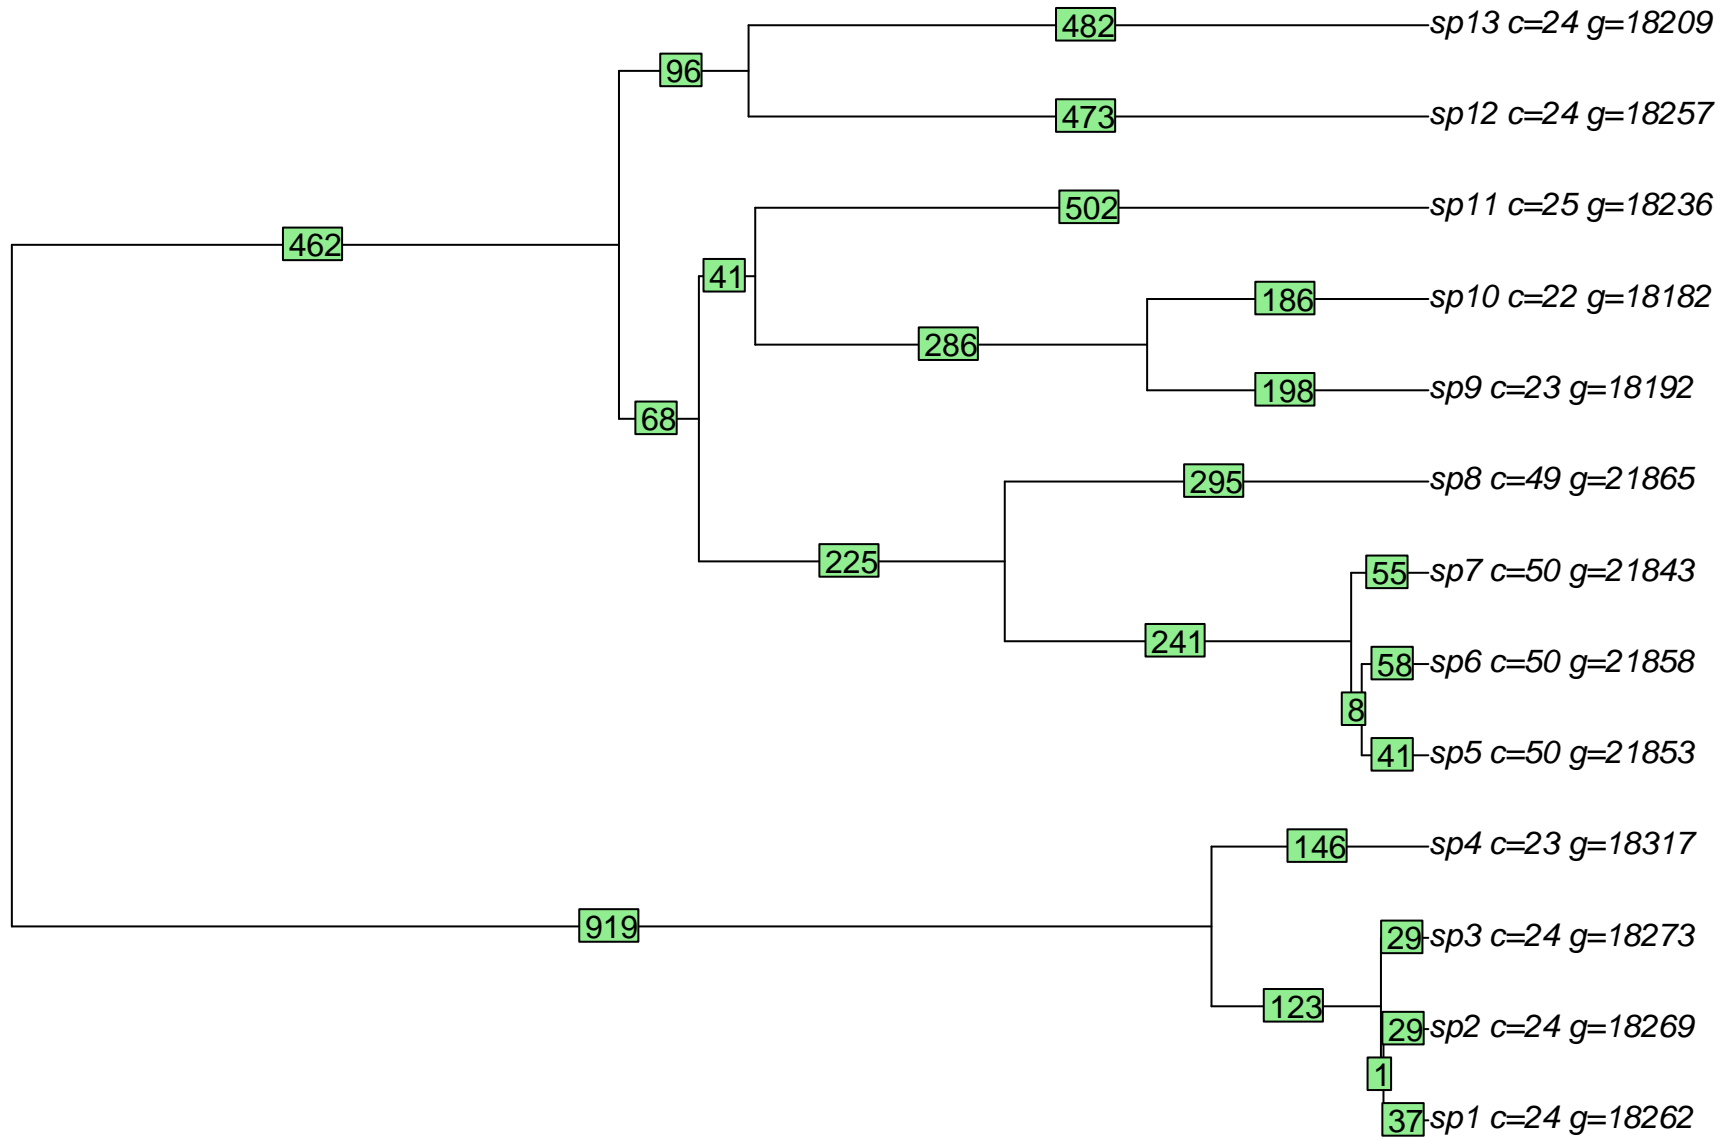 482 sp13 c=24 g=18209
96
473 sp12 c=24 g=18257
502 sp11 c=25 g=18236
462
41
186 sp10 c=22 g=18182
286
198 sp9 c=23 g=18192
68
295 sp8 c=49 g=21865
225
55 sp7 c=50 g=21843
241
58 sp6 c=50 g=21858
8
41 sp5 c=50 g=21853
146 sp4 c=23 g=18317
919
29 sp3 c=24 g=18273
123
29 sp2 c=24 g=18269
1
37 sp1 c=24 g=18262